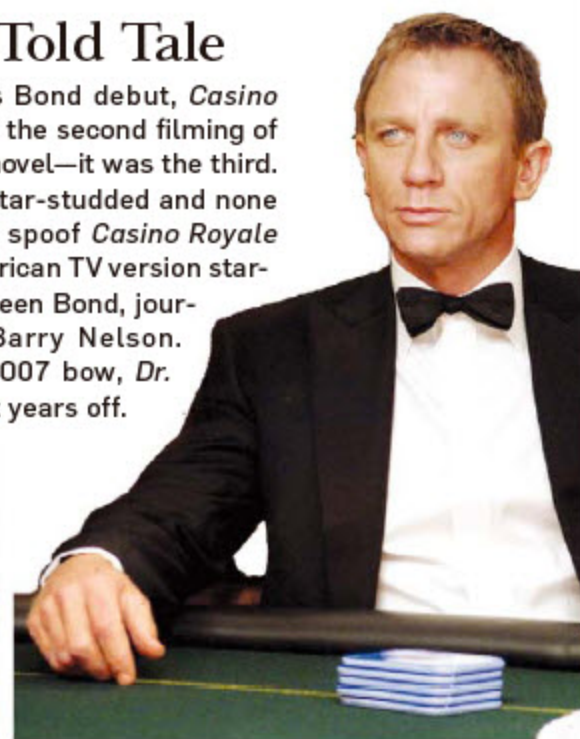 Told Tale
s Bond debut, Casino
the second filming of
ovel—it was the third.
tar-studded and none
spoof Casino Royale
rican TV version star-
een Bond, jour-
Barry Nelson.
007 bow, Dr.
years off.